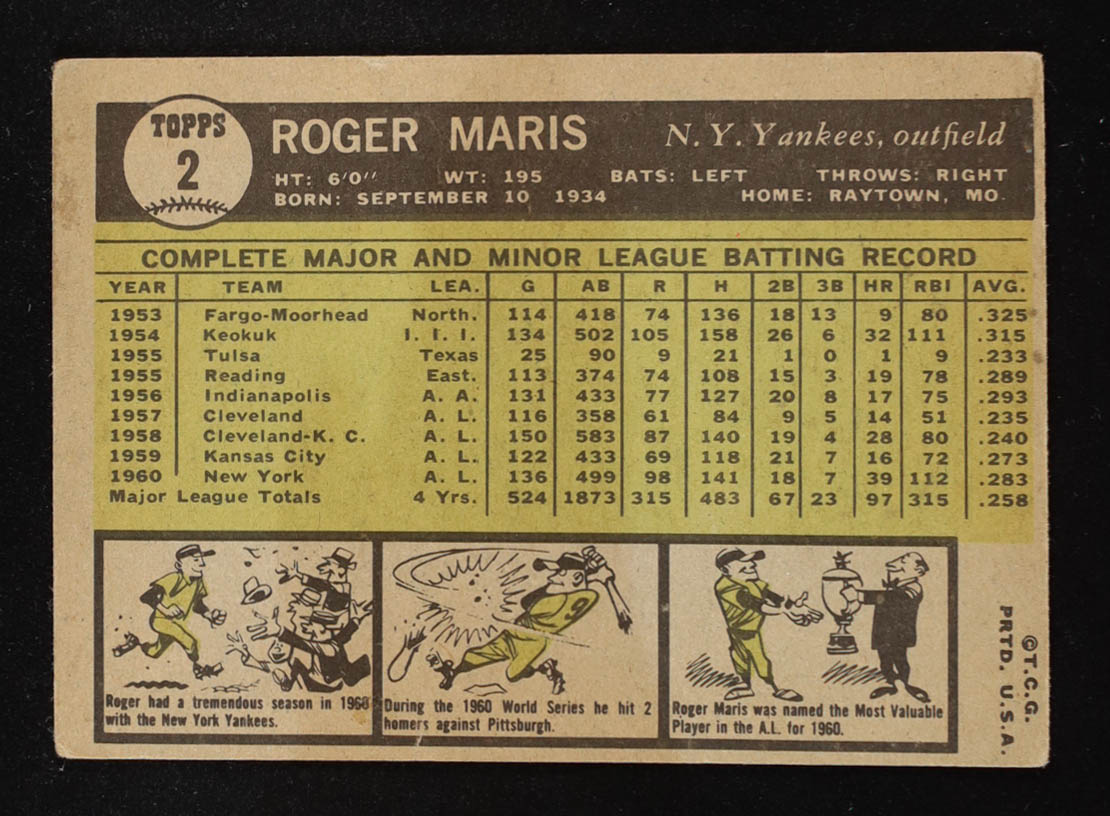 TOPPS
2
ROGER MARIS N. Y. Yankees, outfield
HT: 6'0" WT: 195 BATS: LEFT THROWS: RIGHT
BORN: SEPTEMBER 10 1934 HOME: RAYTOWN, MO.
COMPLETE MAJOR AND MINOR LEAGUE BATTING RECORD
YEAR TEAM LEA. G AB R H 2B 3B HR RBI AVG.
1953 Fargo-Moorhead North. 114 418 74 136 18 13 9 80 .325
1954 Keokuk I. I. I. 134 502 105 158 26 6 32 111 .315
1955 Tulsa Texas 25 90 9 21 1 0 1 9 .233
1955 Reading East. 113 374 74 108 15 3 19 78 .289
1956 Indianapolis A. A. 131 433 77 127 20 8 17 75 .293
1957 Cleveland A. L. 116 358 61 84 9 5 14 51 .235
1958 Cleveland-K. C. A. L. 150 583 87 140 19 4 28 80 .240
1959 Kansas City A. L. 122 433 69 118 21 7 16 72 .273
1960 New York A. L. 136 499 98 141 18 7 39 112 .283
Major League Totals 4 Yrs. 524 1873 315 483 67 23 97 315 .258
9
Roger had a tremendous season in 1960
with the New York Yankees.
During the 1960 World Series he hit 2
homers against Pittsburgh.
Roger Maris was named the Most Valuable
Player in the A.L. for 1960.
©T.C.G.
PRTD. U.S.A.